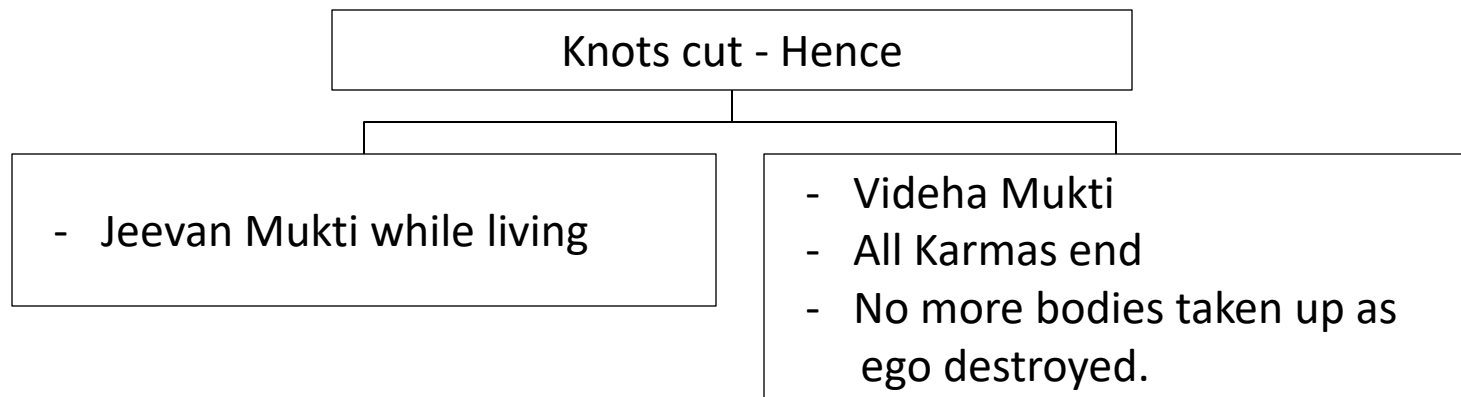 Knots cut - Hence
- Jeevan Mukti while living
- Videha Mukti
- All Karmas end
- No more bodies taken up as
ego destroyed.